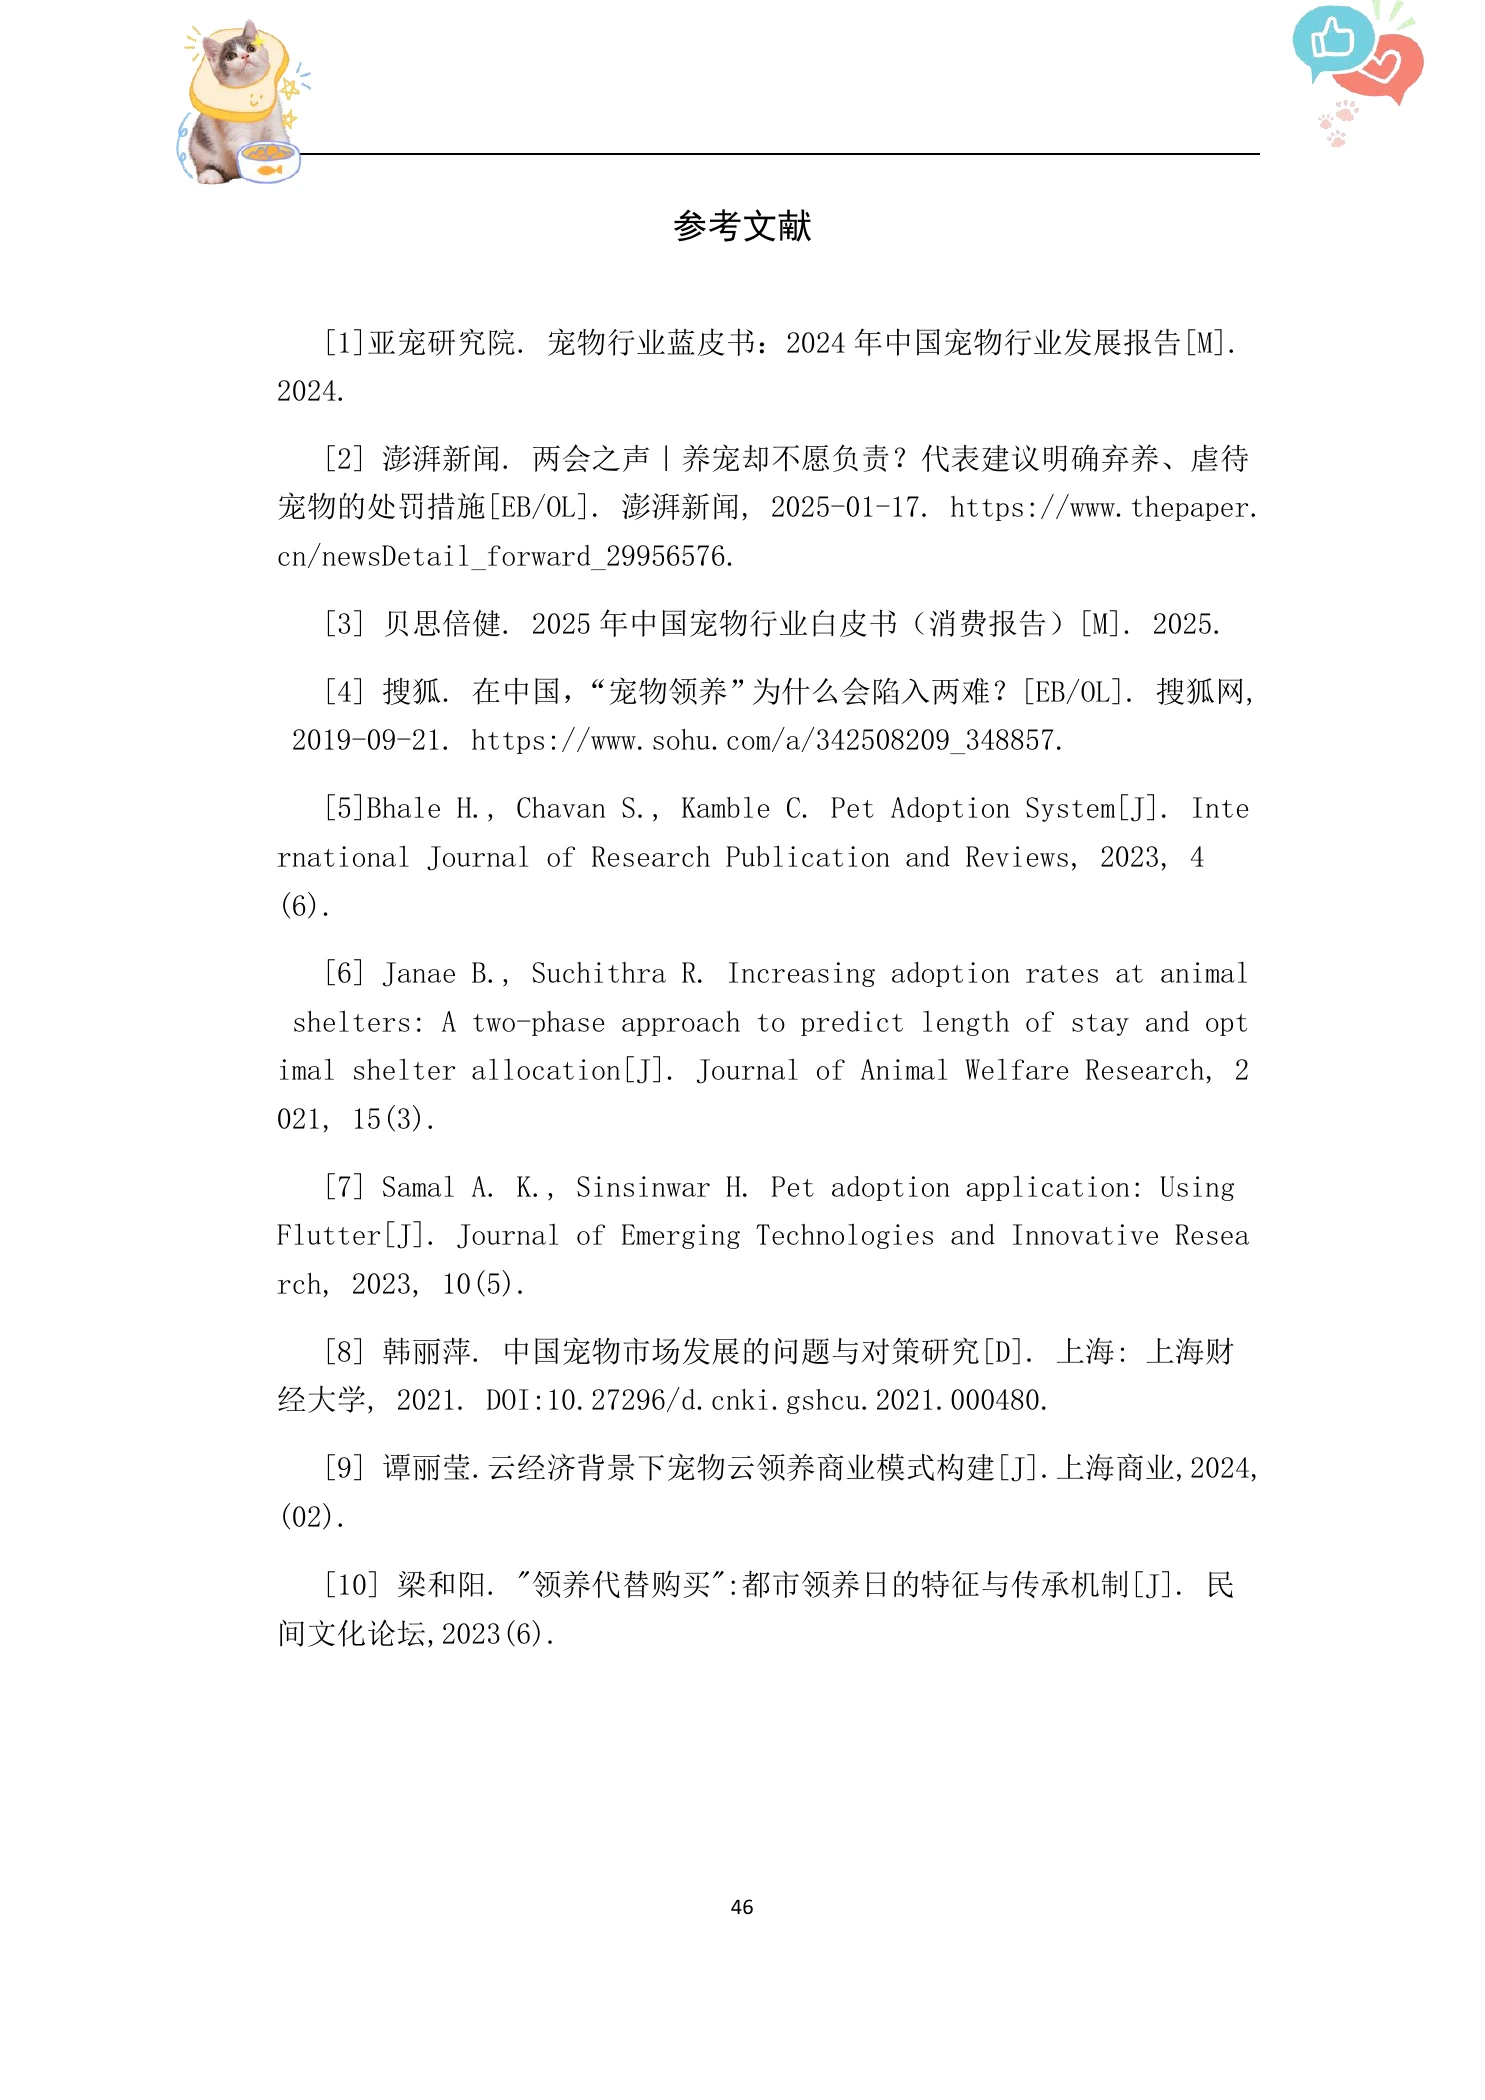 参考文献
[1]亚宠研究院. 宠物行业蓝皮书：2024 年中国宠物行业发展报告[M].
2024.
[2] 澎湃新闻. 两会之声丨养宠却不愿负责？代表建议明确弃养、虐待
宠物的处罚措施[EB/OL]. 澎湃新闻, 2025-01-17. https://www.thepaper.
cn/newsDetail_forward_29956576.
[3] 贝思倍健. 2025 年中国宠物行业白皮书（消费报告）[M]. 2025.
[4] 搜狐. 在中国，“宠物领养”为什么会陷入两难？[EB/OL]. 搜狐网,
2019-09-21. https://www.sohu.com/a/342508209_348857.
[5]Bhale H., Chavan S., Kamble C. Pet Adoption System[J]. Inte
rnational Journal of Research Publication and Reviews, 2023, 4
(6).
[6] Janae B., Suchithra R. Increasing adoption rates at animal
shelters: A two-phase approach to predict length of stay and opt
imal shelter allocation[J]. Journal of Animal Welfare Research, 2
021, 15(3).
[7] Samal A. K., Sinsinwar H. Pet adoption application: Using
Flutter[J]. Journal of Emerging Technologies and Innovative Resea
rch, 2023, 10(5).
[8] 韩丽萍. 中国宠物市场发展的问题与对策研究[D]. 上海: 上海财
经大学, 2021. DOI:10.27296/d.cnki.gshcu.2021.000480.
[9] 谭丽莹.云经济背景下宠物云领养商业模式构建[J].上海商业,2024,
(02).
[10] 梁和阳. "领养代替购买":都市领养日的特征与传承机制[J]. 民
间文化论坛,2023(6).
46